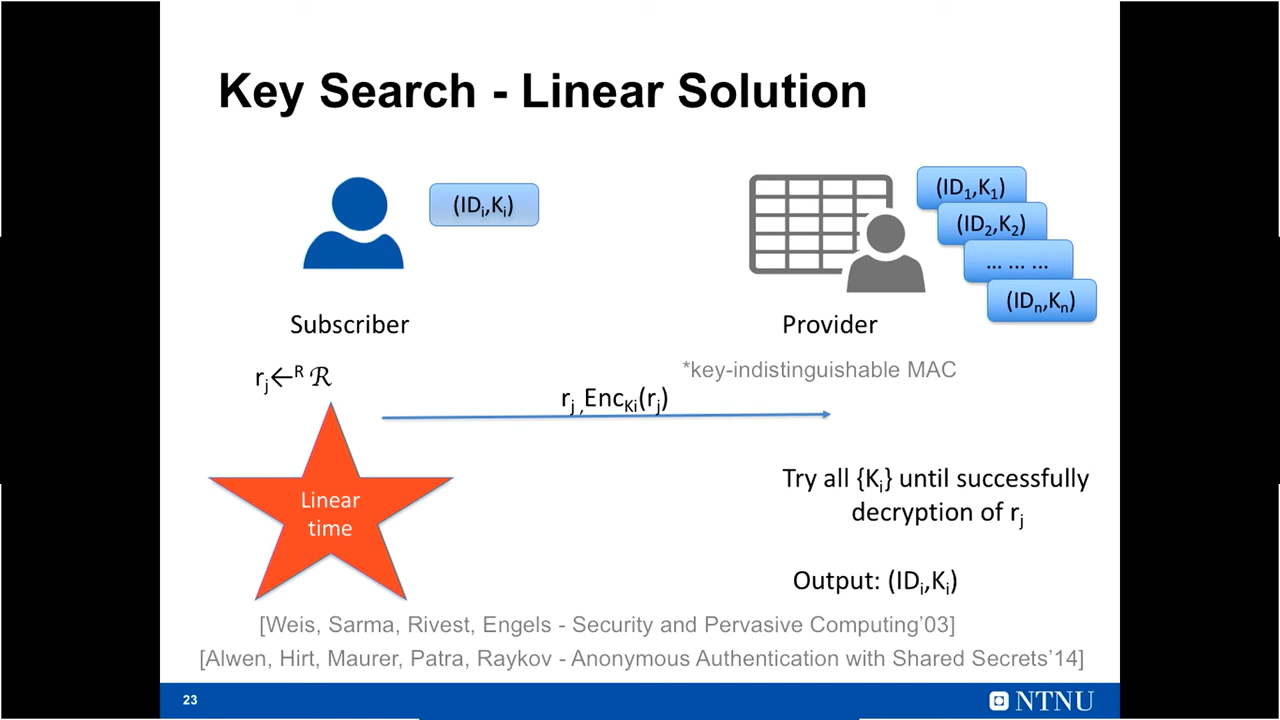 Key Search - Linear Solution
(IDᵢ,Kᵢ)
(ID₁,K₁)
(ID₂,K₂)
... ... ...
(IDₙ,Kₙ)
Subscriber
Provider
*key-indistinguishable MAC
rⱼ←ᴿ ℛ
rⱼ,Enc_Ki(rⱼ)
Linear
time
Try all {Kᵢ} until successfully
decryption of rⱼ
Output: (IDᵢ,Kᵢ)
[Weis, Sarma, Rivest, Engels - Security and Pervasive Computing'03]
[Alwen, Hirt, Maurer, Patra, Raykov - Anonymous Authentication with Shared Secrets'14]
23
NTNU